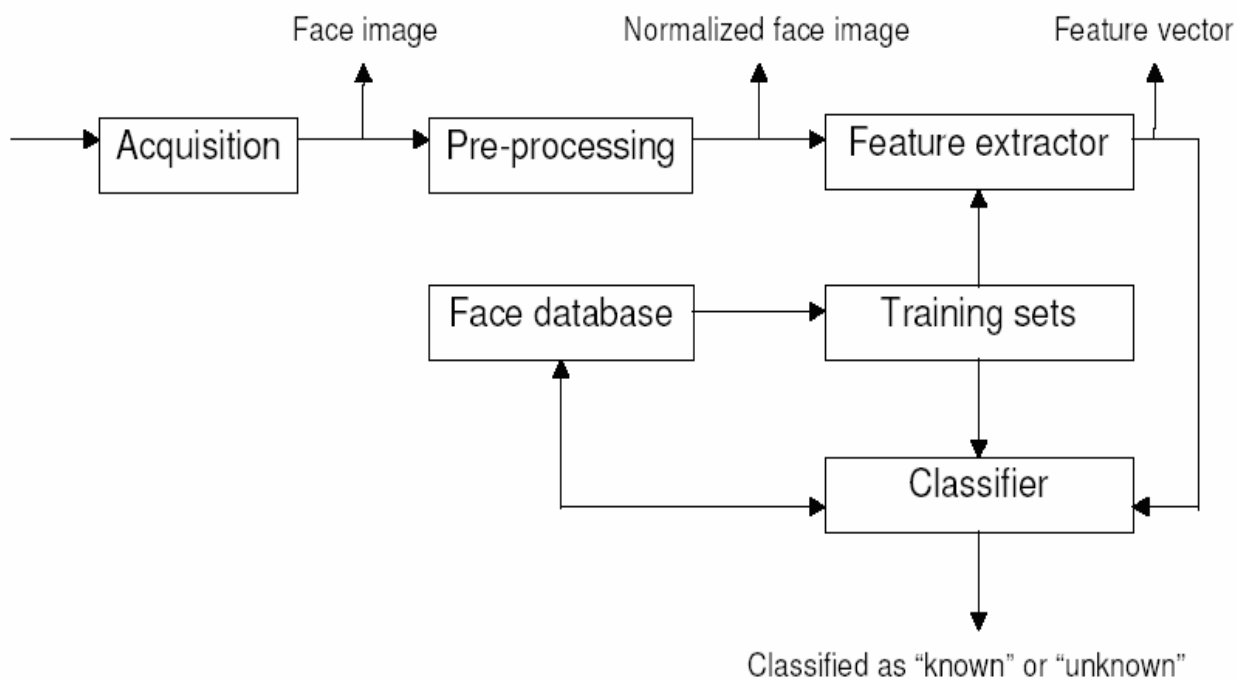 Face image
Normalized face image
Feature vector
Acquisition
Pre-processing
Feature extractor
Face database
Training sets
Classifier
Classified as “known” or “unknown”